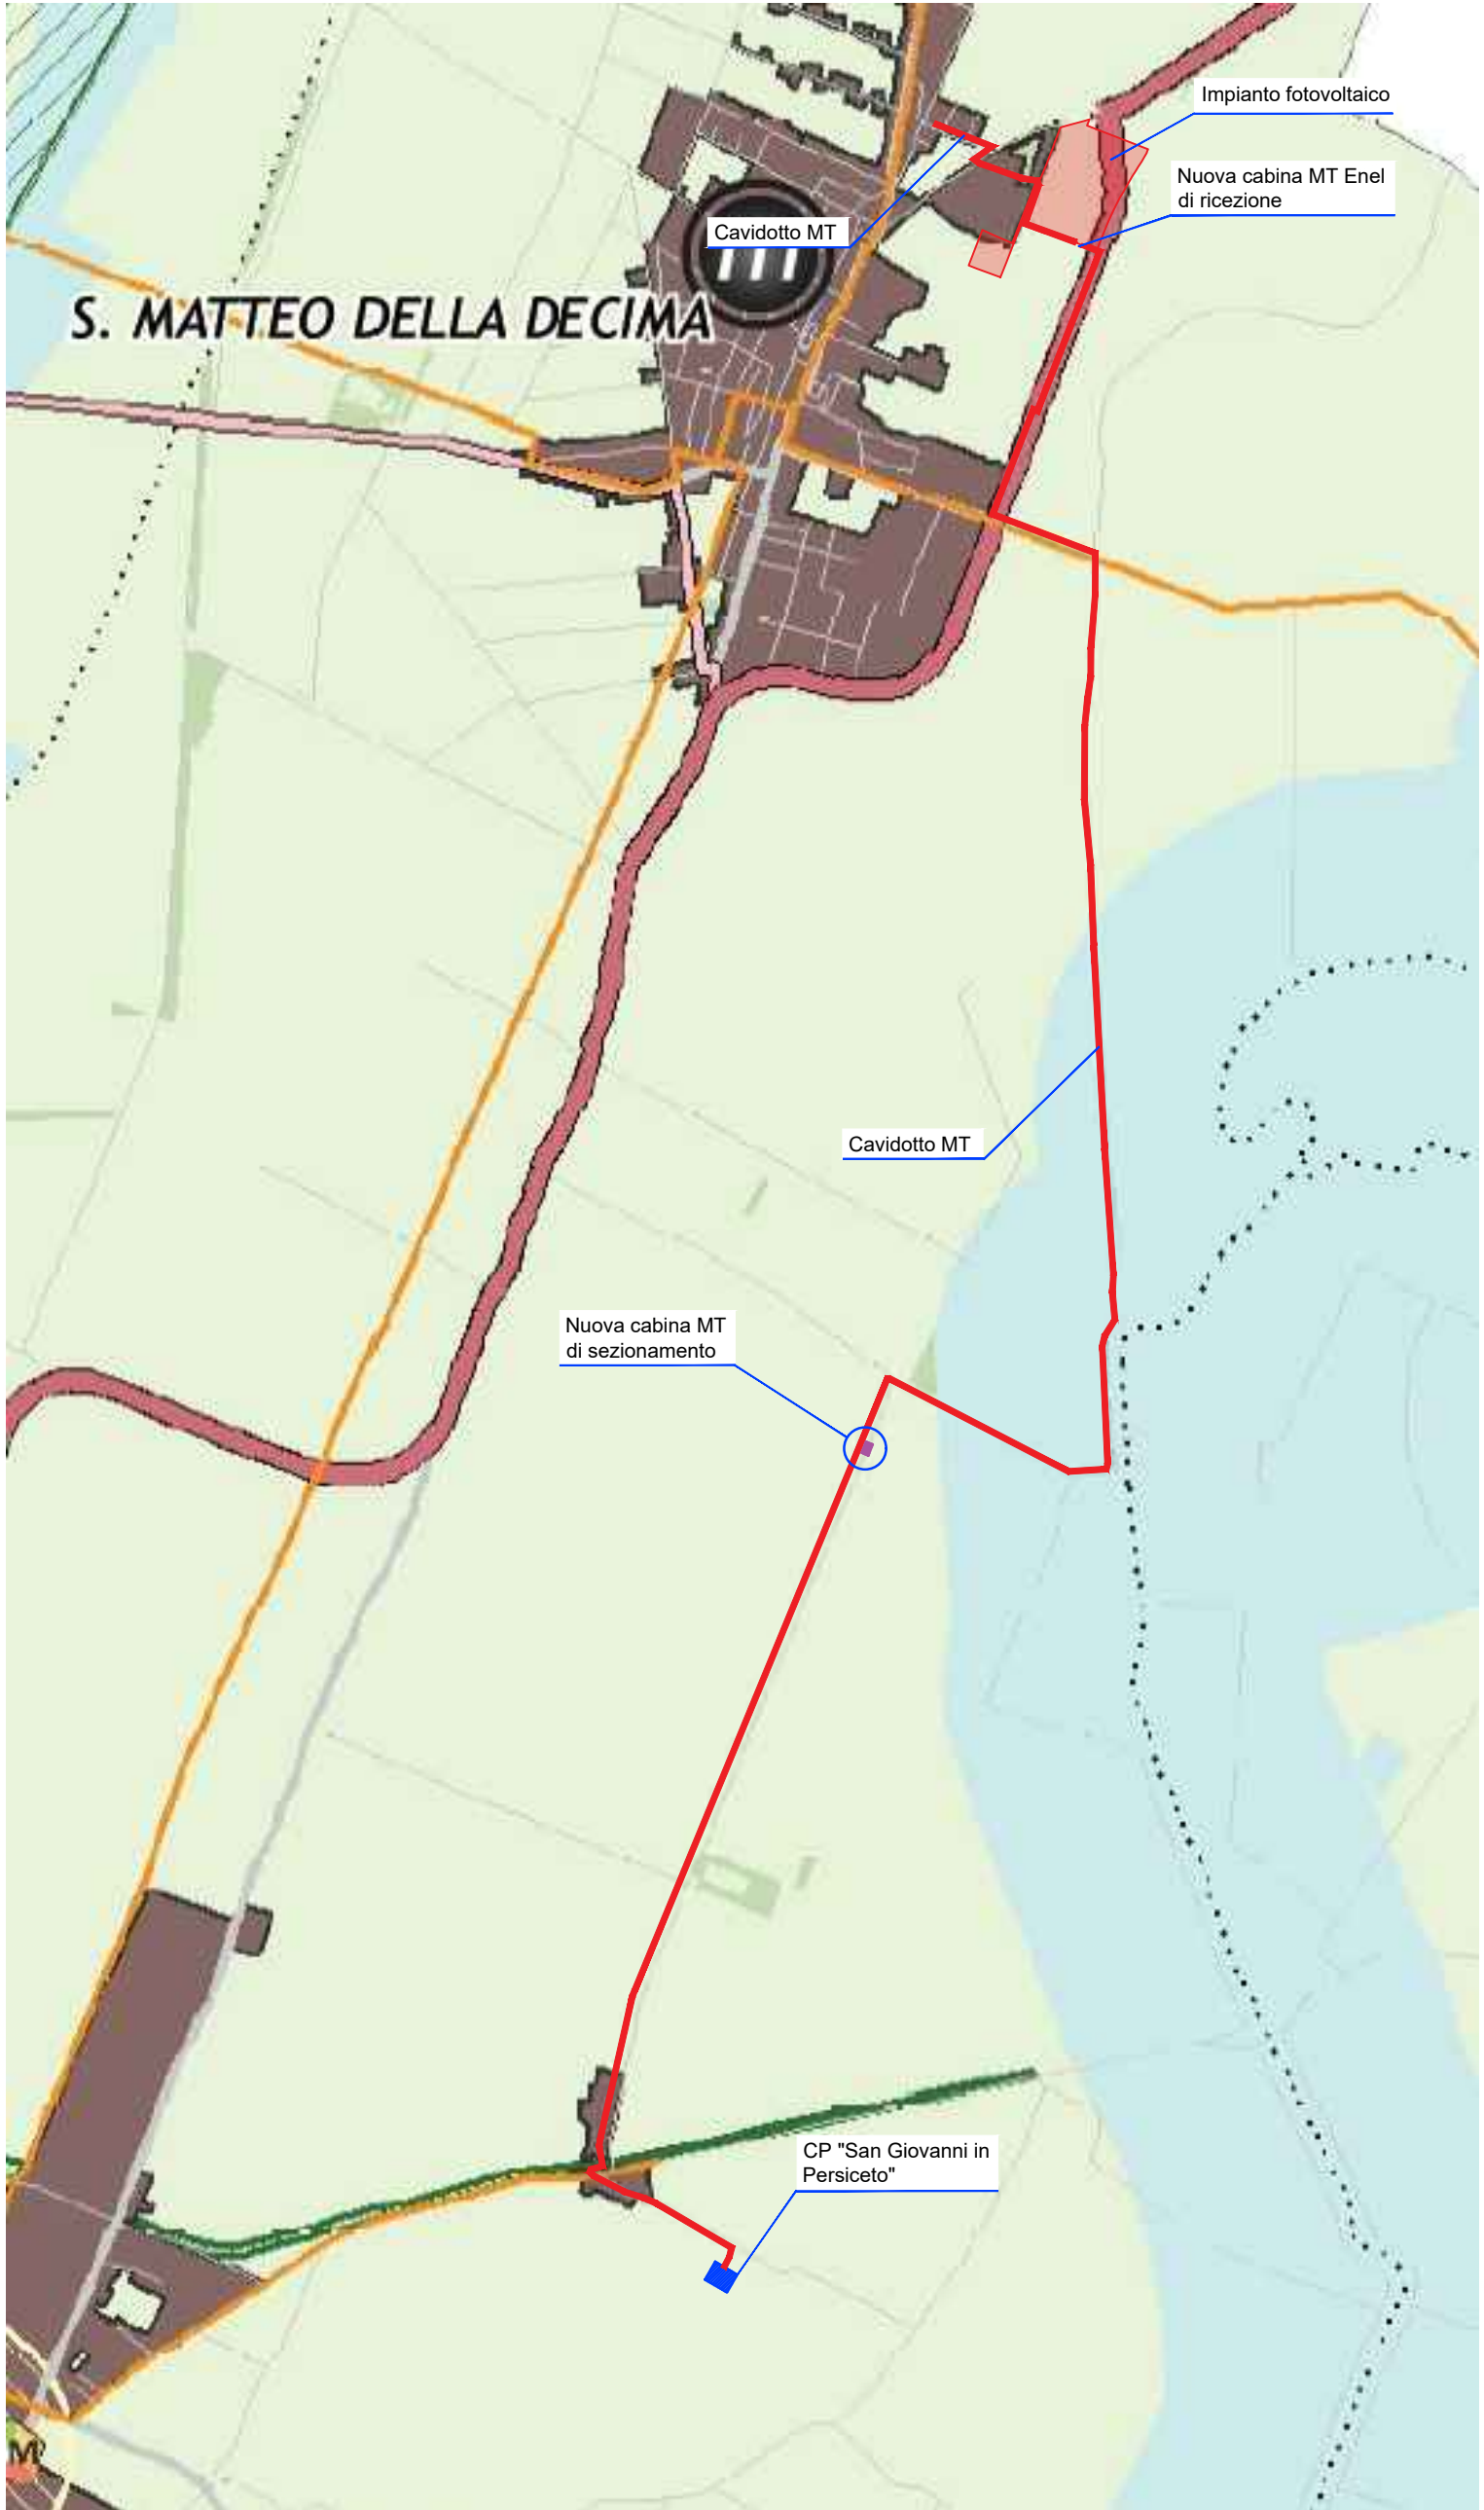 Impianto fotovoltaico
Nuova cabina MT Enel
di ricezione
Cavidotto MT
S. MATTEO DELLA DECIMA
Cavidotto MT
Nuova cabina MT
di sezionamento
CP "San Giovanni in
Persiceto"
M